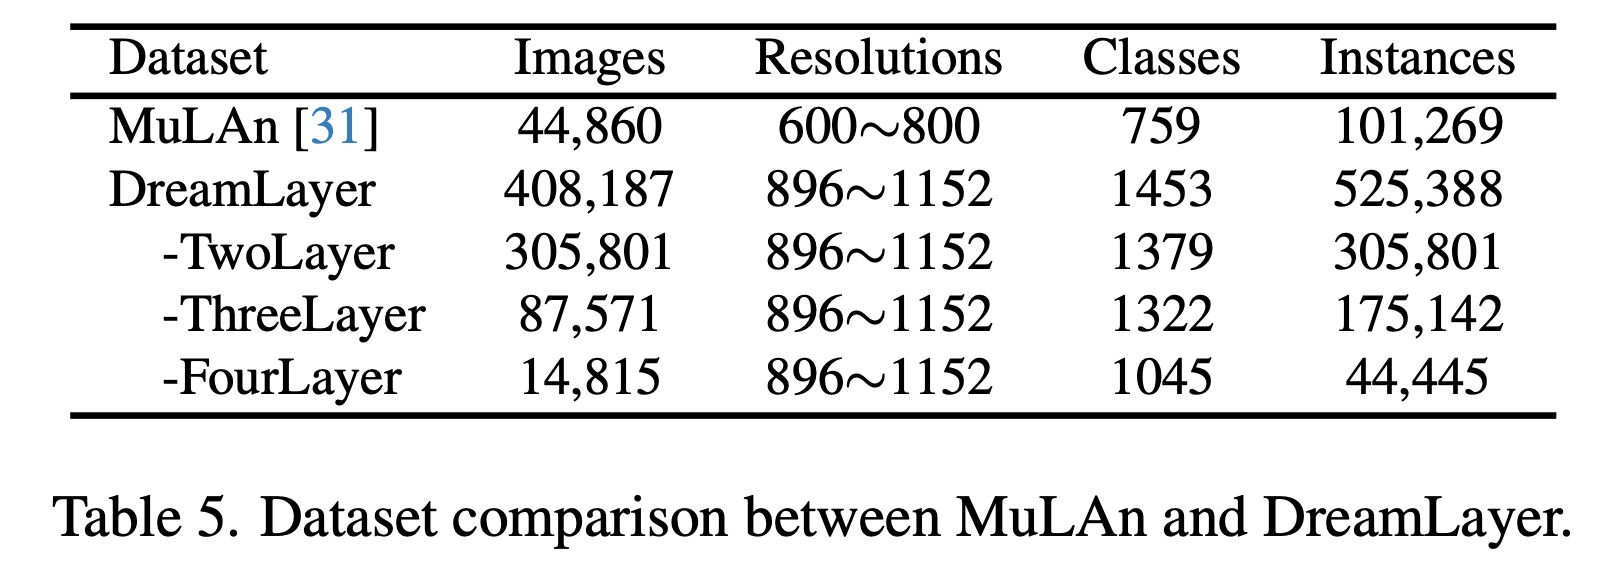 Dataset Images Resolutions Classes Instances
MuLAn [31] 44,860 600∼800 759 101,269
DreamLayer 408,187 896∼1152 1453 525,388
-TwoLayer 305,801 896∼1152 1379 305,801
-ThreeLayer 87,571 896∼1152 1322 175,142
-FourLayer 14,815 896∼1152 1045 44,445
Table 5. Dataset comparison between MuLAn and DreamLayer.